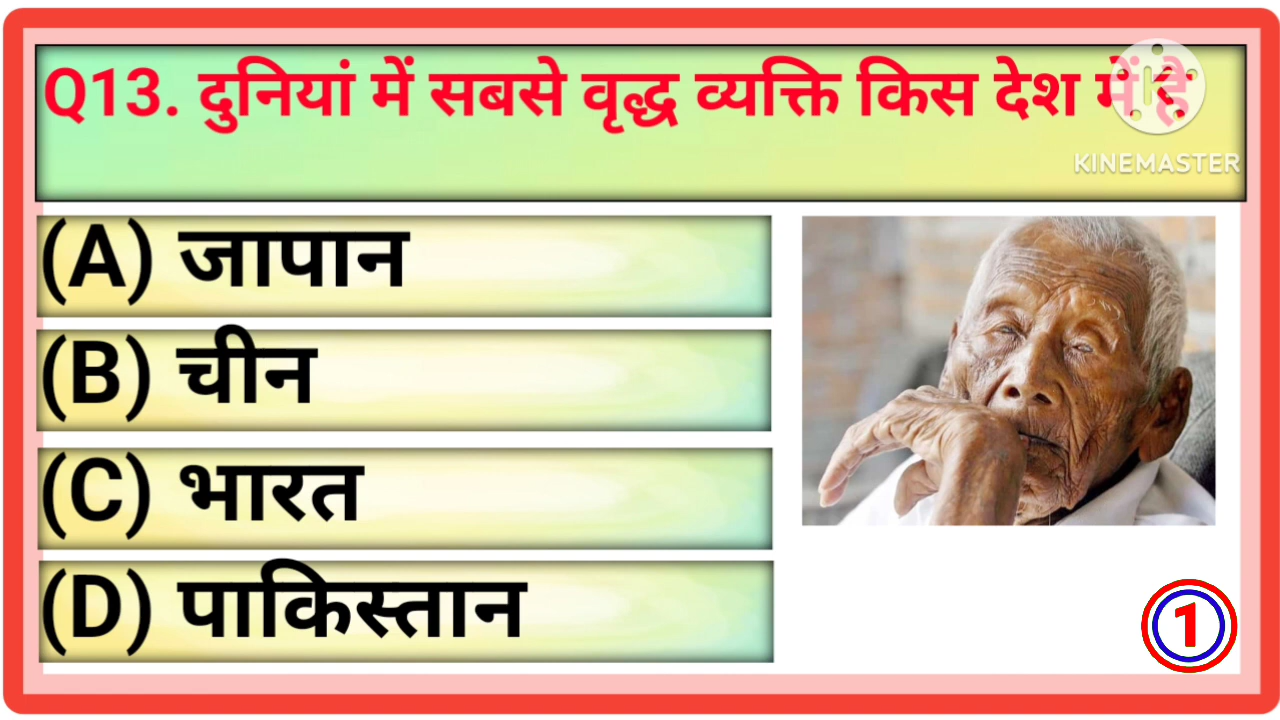 Q13. दुनियां में सबसे वृद्ध व्यक्ति किस देश में है
KINEMASTER
(A) जापान
(B) चीन
(C) भारत
(D) पाकिस्तान
1